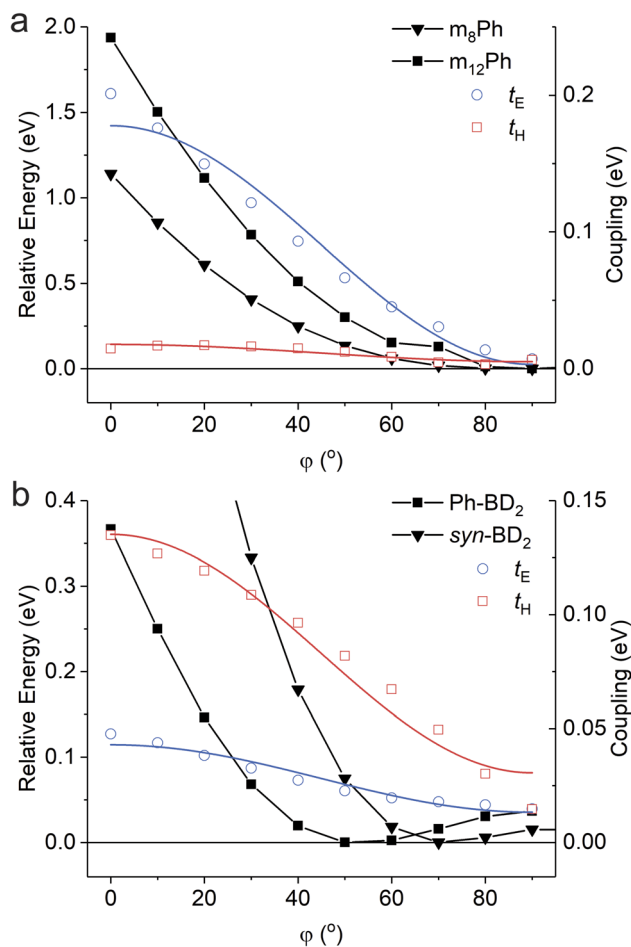 a
m₈Ph
m₁₂Ph
tE
tH
Relative Energy (eV)
2.0
1.5
1.0
0.5
0.0
Coupling (eV)
0.2
0.1
0.0
0 20 40 60 80
φ (°)
b
Ph-BD₂
syn-BD₂
tE
tH
Relative Energy (eV)
0.4
0.3
0.2
0.1
0.0
Coupling (eV)
0.15
0.10
0.05
0.00
0 20 40 60 80
φ (°)